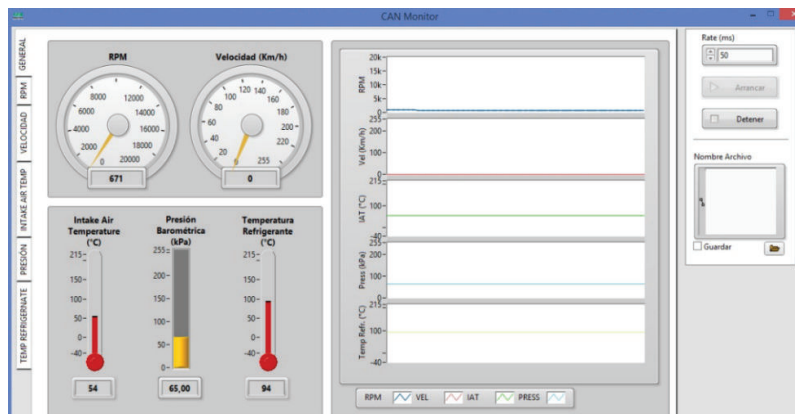 CAN Monitor
GENERAL
RPM
VELOCIDAD
INTAKE AIR TEMP
PRESIÓN
TEMP REFRIGERNATE
RPM
0
2000
4000
6000
8000
10000
12000
14000
16000
18000
20000
671
Velocidad (Km/h)
0
20
40
60
80
100
120
140
160
180
200
220
255
0
Intake Air
Temperature
(°C)
215
150
100
50
0
-40
54
Presión
Barométrica
(kPa)
255
200
150
100
50
0
65,00
Temperatura
Refrigerante
(°C)
215
150
100
50
0
-40
94
RPM
20k
15k
10k
5k
0
Vel (Km/h)
255
200
100
0
IAT (°C)
215
100
-40
Press (kPa)
255
200
100
0
Temp Refr. (°C)
215
100
-40
RPM VEL IAT PRESS
Rate (ms)
50
Arrancar
Detener
Nombre Archivo
Guardar